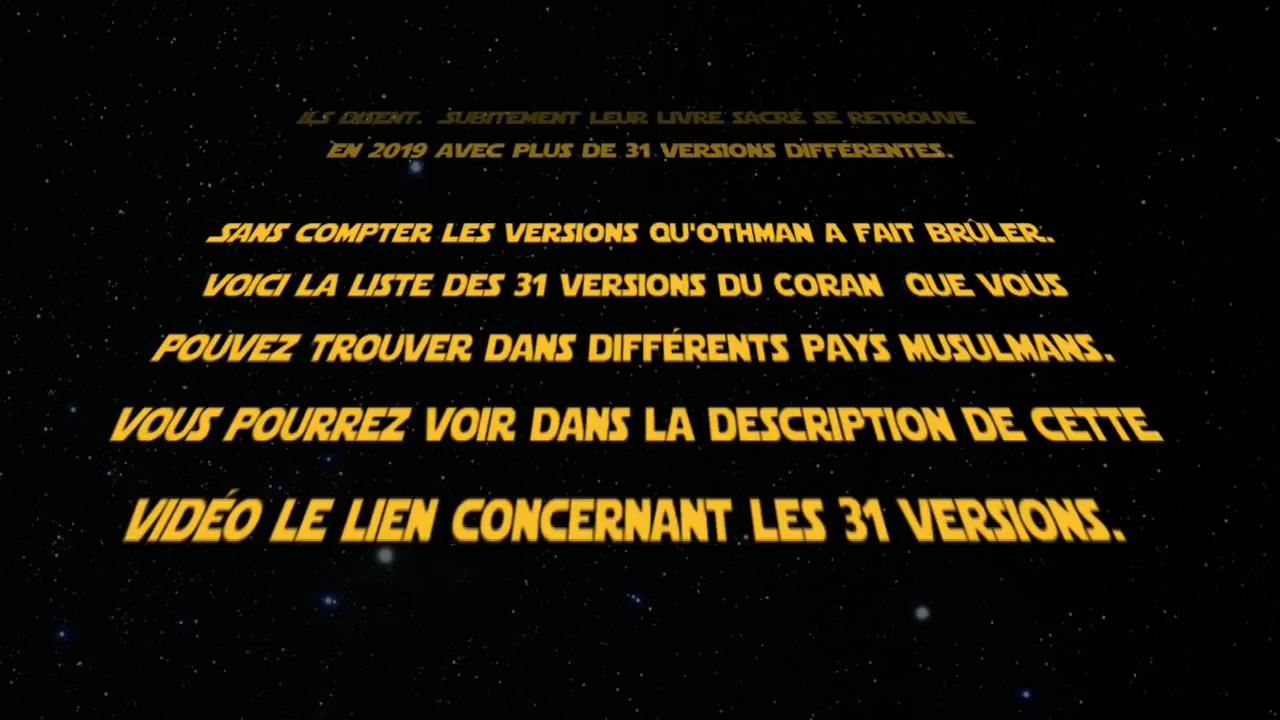 ILS DISENT. SUBITEMENT LEUR LIVRE SACRÉ SE RETROUVE
EN 2019 AVEC PLUS DE 31 VERSIONS DIFFÉRENTES.
SANS COMPTER LES VERSIONS QU'OTHMAN A FAIT BRÛLER.
VOICI LA LISTE DES 31 VERSIONS DU CORAN QUE VOUS
POUVEZ TROUVER DANS DIFFÉRENTS PAYS MUSULMANS.
VOUS POURREZ VOIR DANS LA DESCRIPTION DE CETTE
VIDÉO LE LIEN CONCERNANT LES 31 VERSIONS.